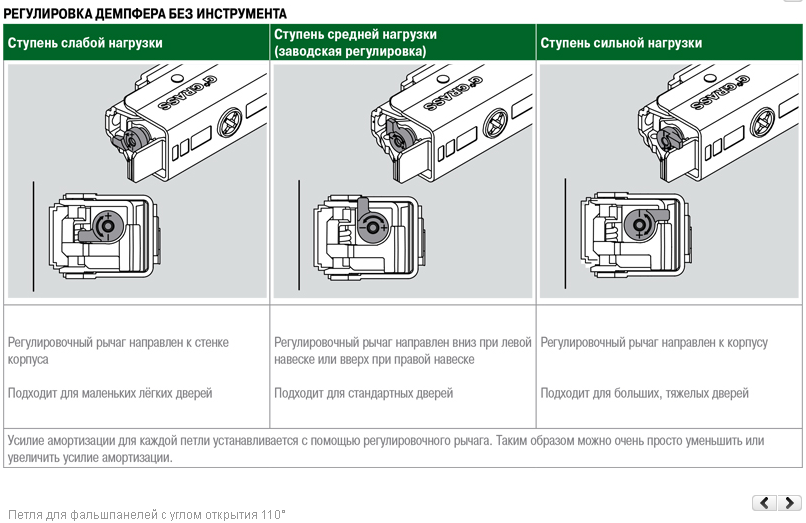 РЕГУЛИРОВКА ДЕМПФЕРА БЕЗ ИНСТРУМЕНТА
Ступень слабой нагрузки
Ступень средней нагрузки
(заводская регулировка)
Ступень сильной нагрузки
GRASS
GRASS
GRASS
Регулировочный рычаг направлен к стенке
корпуса
Подходит для маленьких лёгких дверей
Регулировочный рычаг направлен вниз при левой
навеске или вверх при правой навеске
Подходит для стандартных дверей
Регулировочный рычаг направлен к корпусу
Подходит для больших, тяжелых дверей
Усилие амортизации для каждой петли устанавливается с помощью регулировочного рычага. Таким образом можно очень просто уменьшить или
увеличить усилие амортизации.
Петля для фальшпанелей с углом открытия 110°